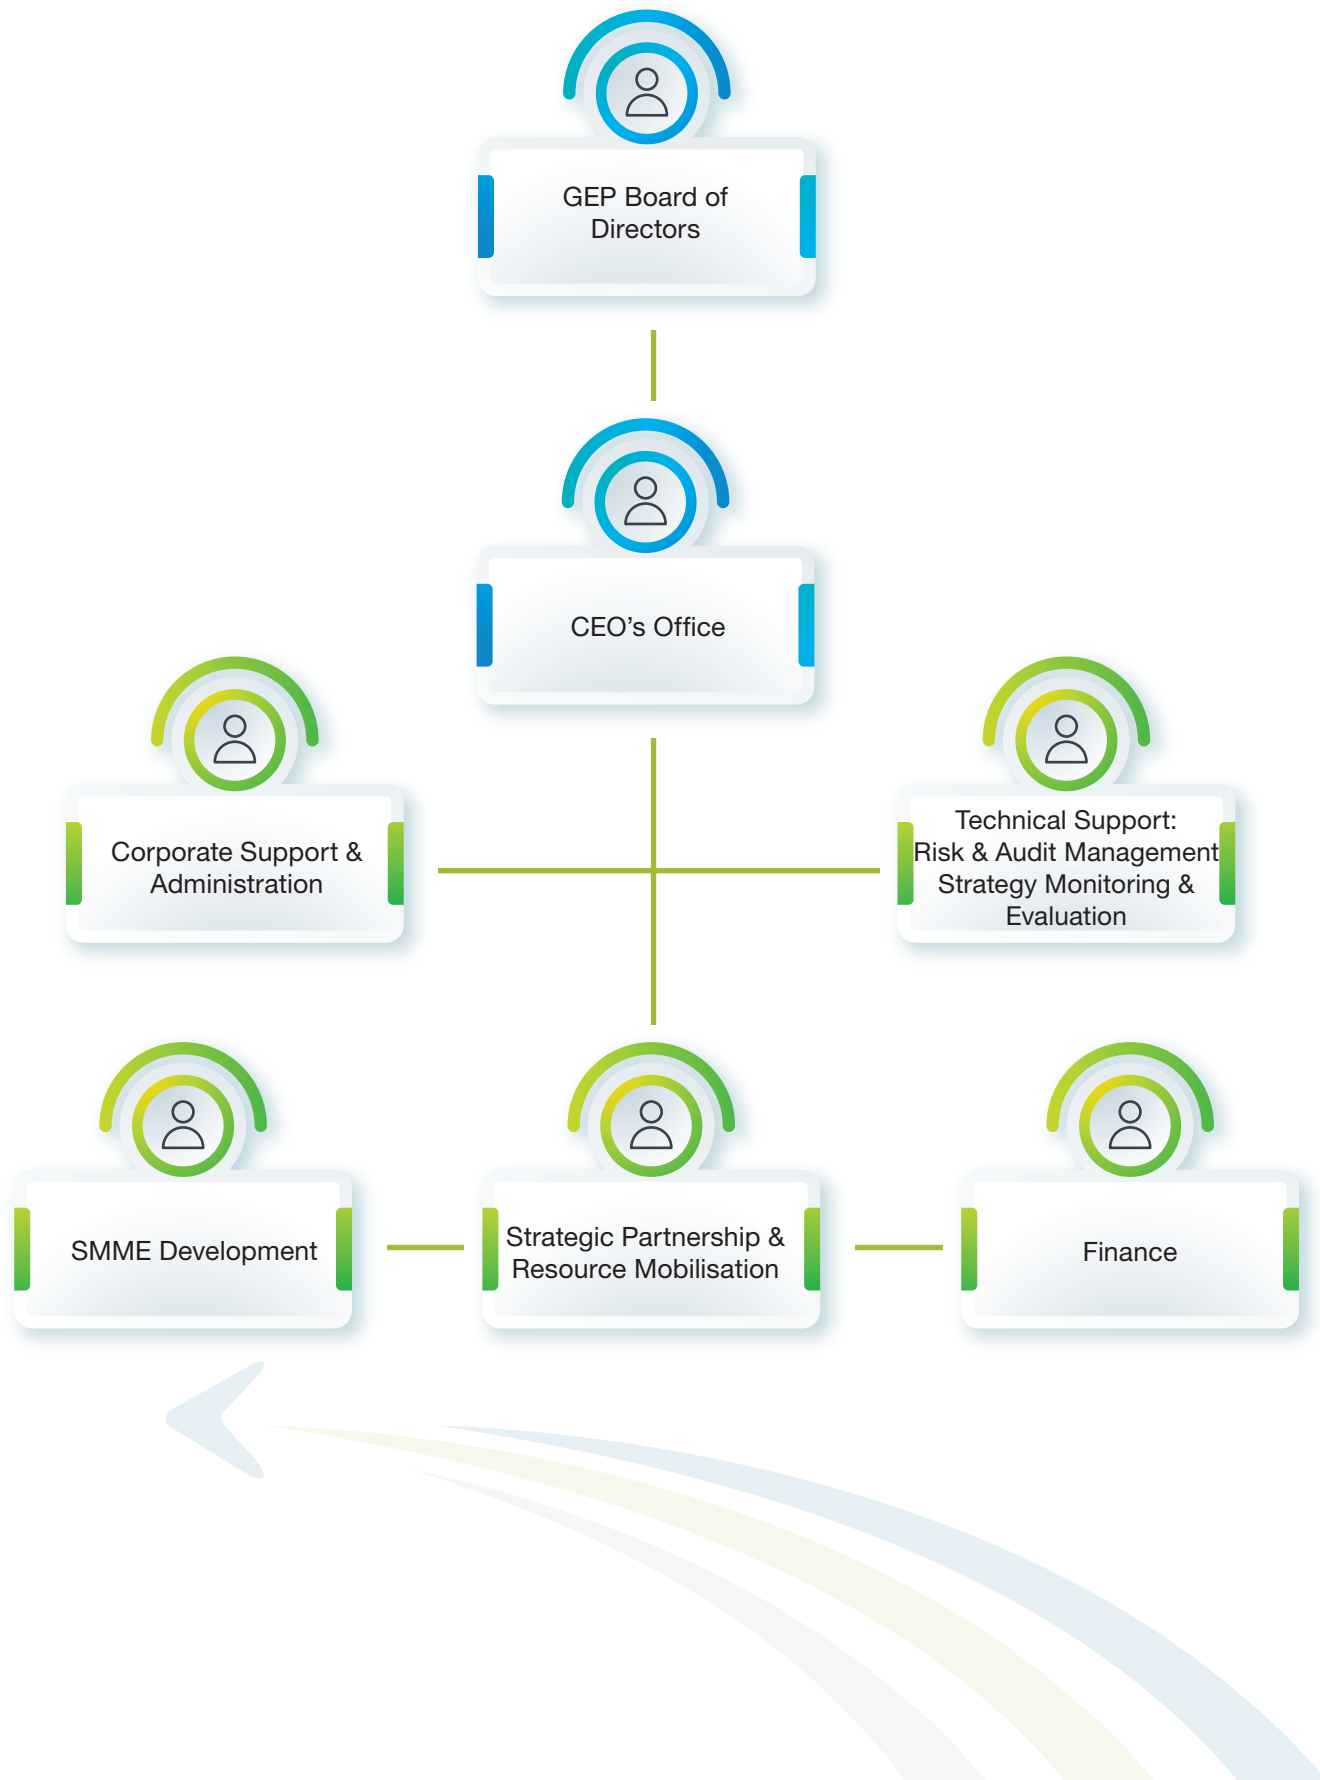 GEP Board of
Directors
CEO’s Office
Corporate Support &
Administration
Technical Support:
Risk & Audit Management
Strategy Monitoring &
Evaluation
SMME Development
Strategic Partnership &
Resource Mobilisation
Finance